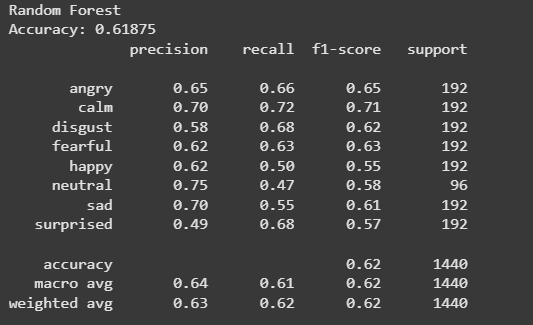 Random Forest
Accuracy: 0.61875
precision recall f1-score support
angry 0.65 0.66 0.65 192
calm 0.70 0.72 0.71 192
disgust 0.58 0.68 0.62 192
fearful 0.62 0.63 0.63 192
happy 0.62 0.50 0.55 192
neutral 0.75 0.47 0.58 96
sad 0.70 0.55 0.61 192
surprised 0.49 0.68 0.57 192
accuracy 0.62 1440
macro avg 0.64 0.61 0.62 1440
weighted avg 0.63 0.62 0.62 1440